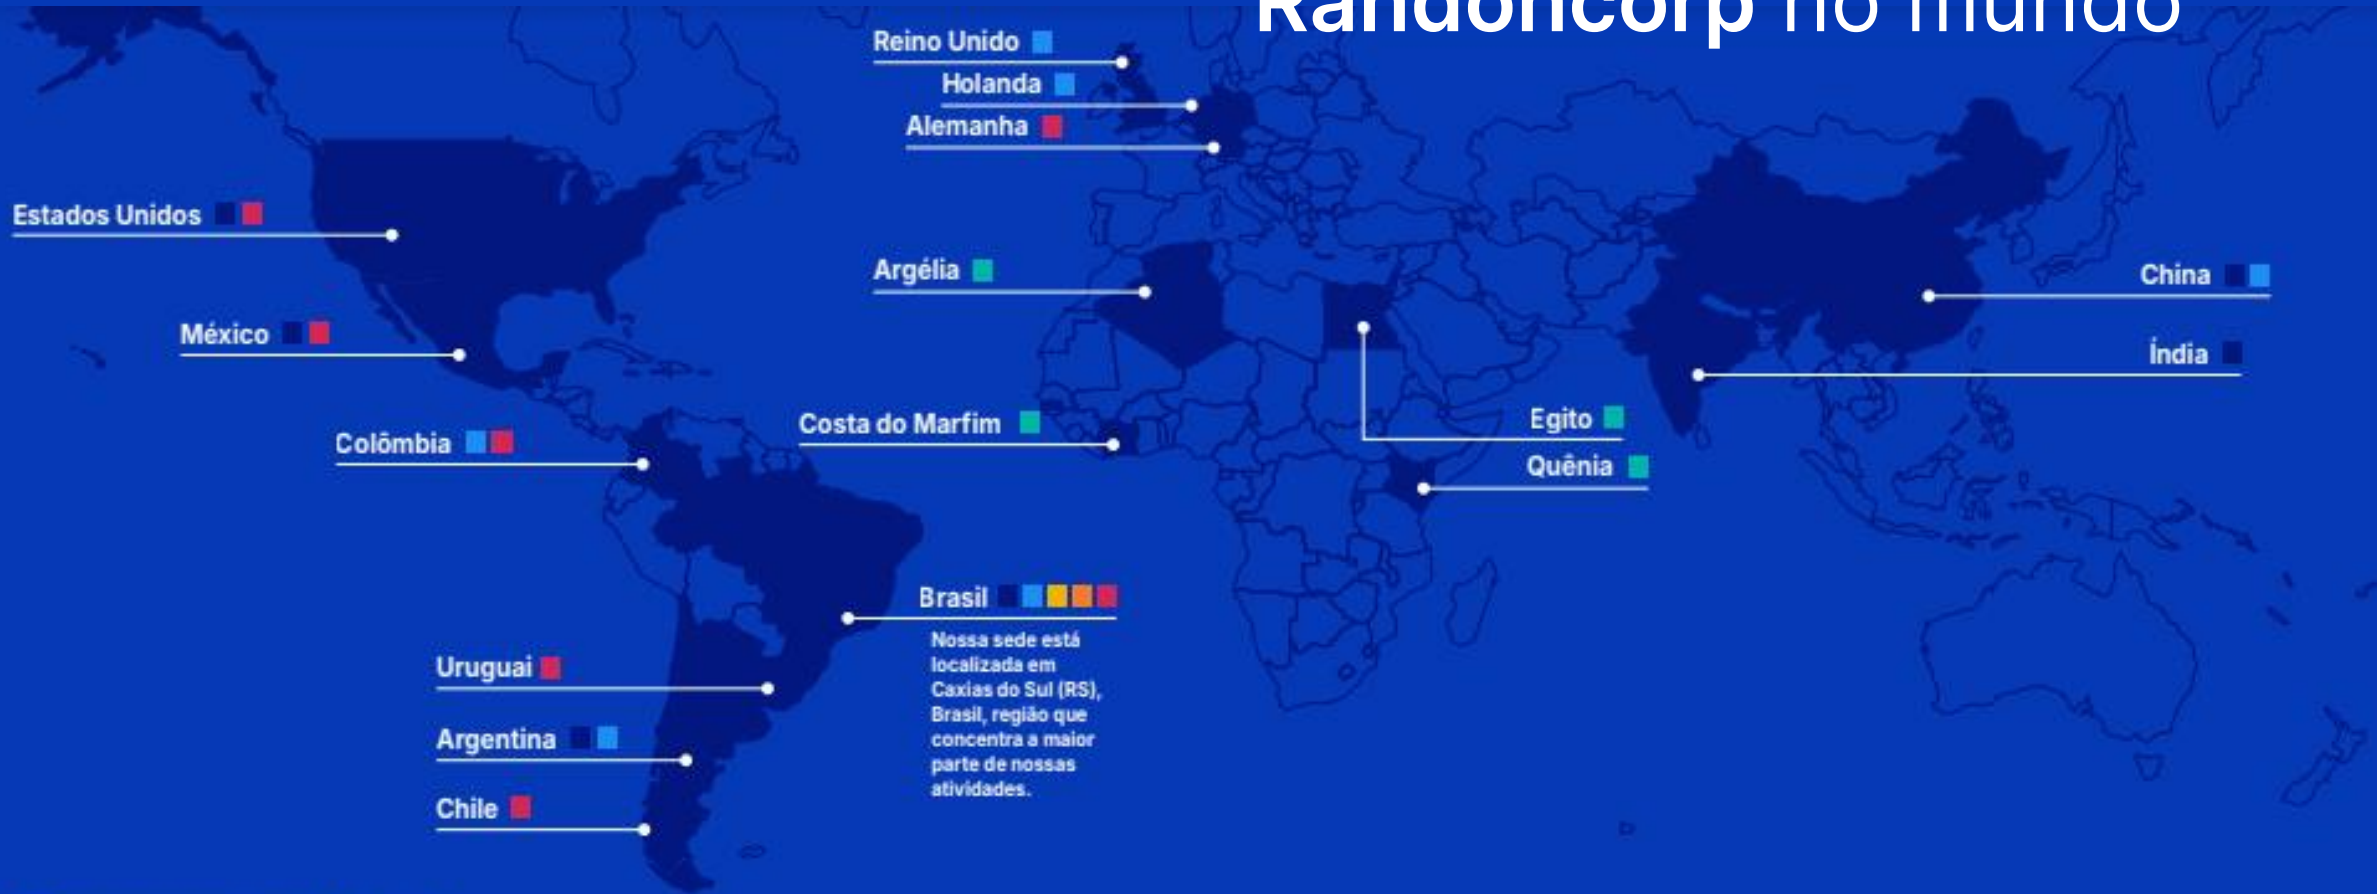 Randoncorp no mundo
Reino Unido
Holanda
Alemanha
Estados Unidos
Argélia
China
México
Índia
Costa do Marfim
Egito
Colômbia
Quênia
Brasil
Nossa sede está
localizada em
Caxias do Sul (RS),
Brasil, região que
concentra a maior
parte de nossas
atividades.
Uruguai
Argentina
Chile